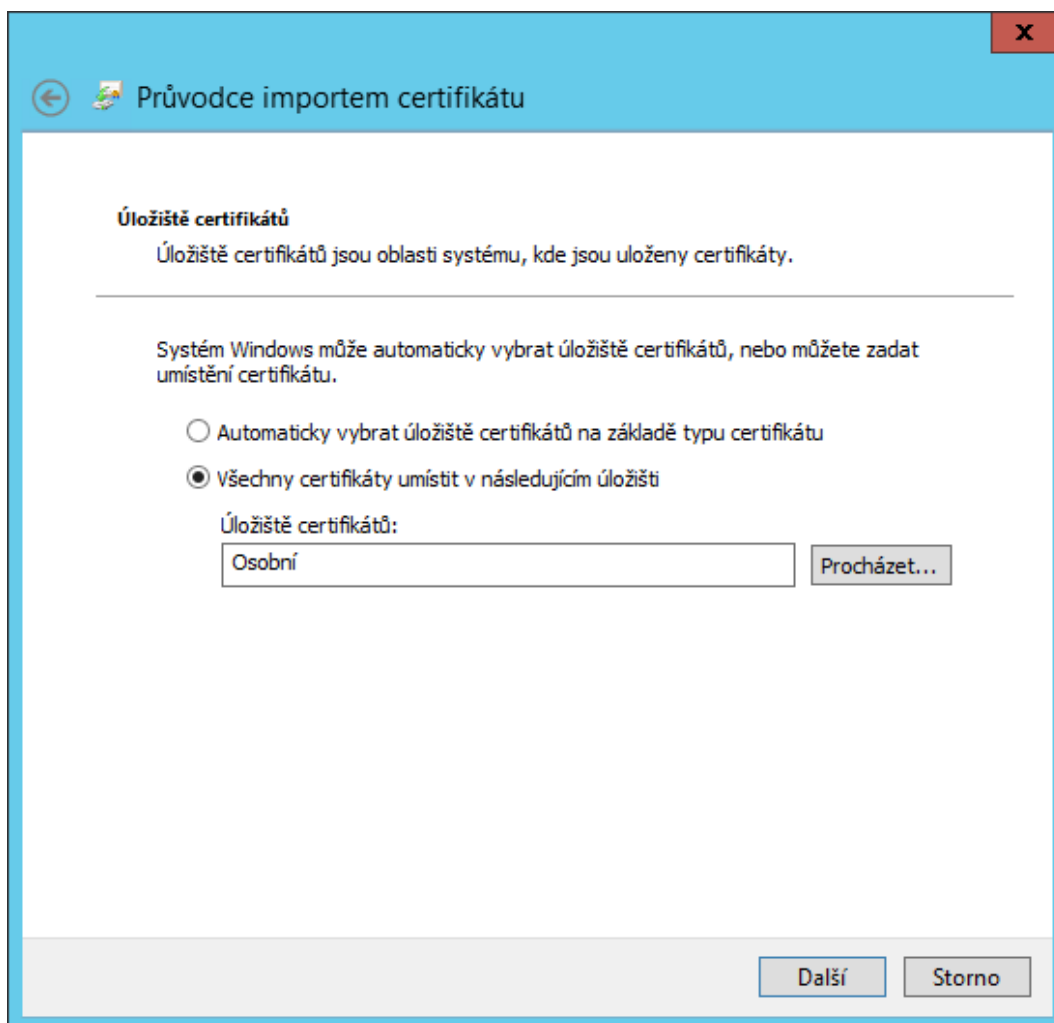 x
Průvodce importem certifikátu
Úložiště certifikátů
Úložiště certifikátů jsou oblasti systému, kde jsou uloženy certifikáty.
Systém Windows může automaticky vybrat úložiště certifikátů, nebo můžete zadat
umístění certifikátu.
Automaticky vybrat úložiště certifikátů na základě typu certifikátu
Všechny certifikáty umístit v následujícím úložišti
Úložiště certifikátů:
Osobní
Procházet...
Další
Storno